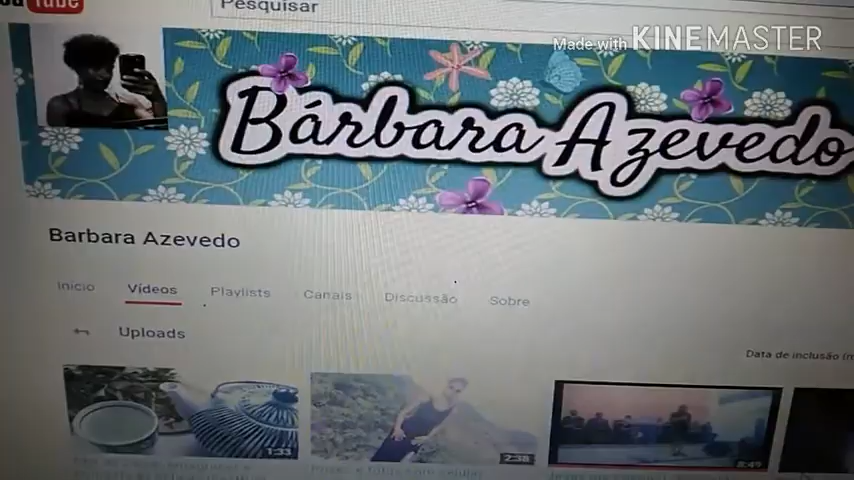 Tube
Pesquisar
Made with KINEMASTER
Bárbara Azevedo
Barbara Azevedo
Início Vídeos Playlists Canais Discussão Sobre
Uploads
Data de inclusão
1:33 2:38 8:49